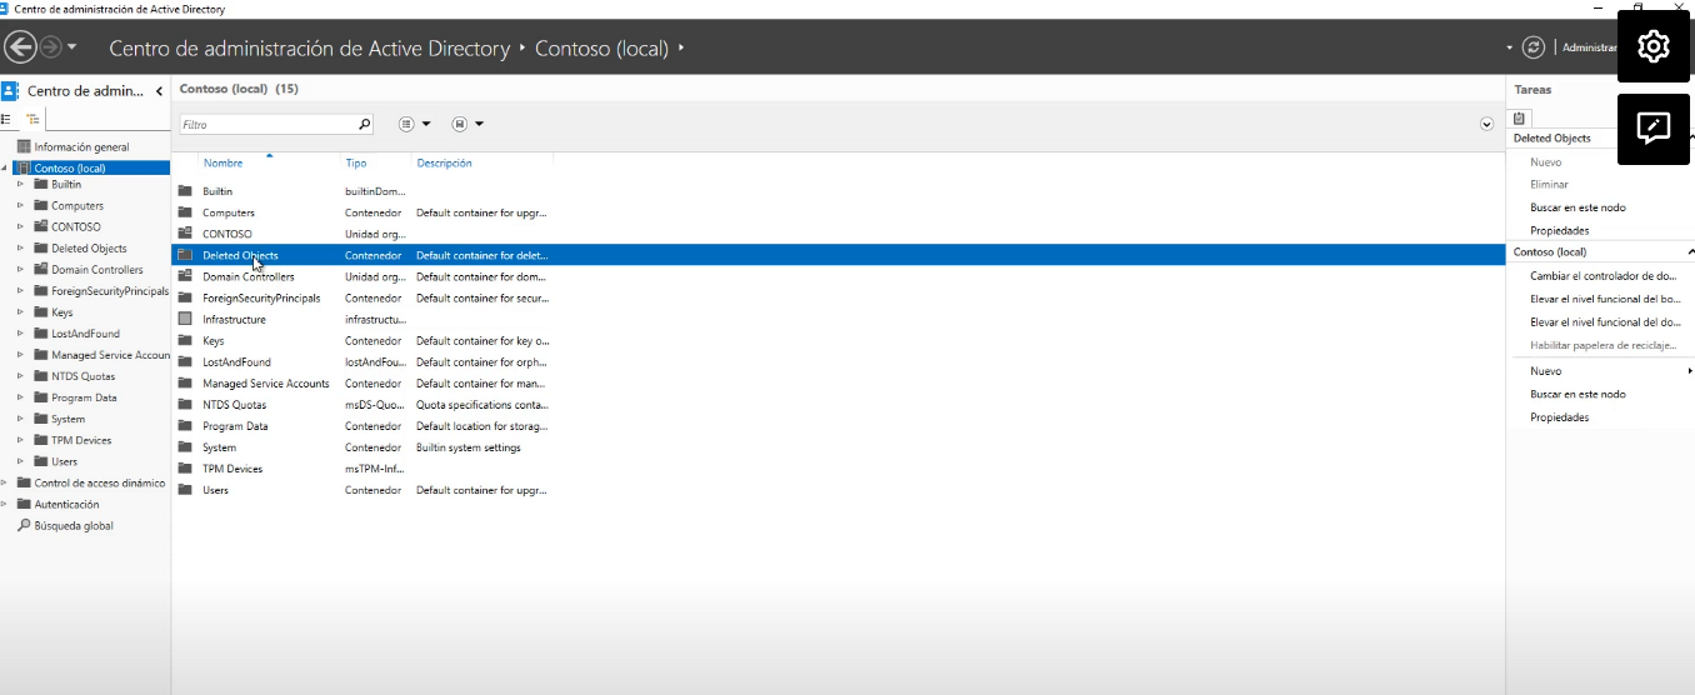 Centro de administración de Active Directory
Centro de administración de Active Directory • Contoso (local) •
Administrar
Centro de admin...
Información general
Contoso (local)
Builtin
Computers
CONTOSO
Deleted Objects
Domain Controllers
ForeignSecurityPrincipals
Keys
LostAndFound
Managed Service Accoun
NTDS Quotas
Program Data
System
TPM Devices
Users
Control de acceso dinámico
Autenticación
Búsqueda global
Contoso (local) (15)
Filtro
Nombre Tipo Descripción
Builtin builtinDom...
Computers Contenedor Default container for upgr...
CONTOSO Unidad org...
Deleted Objects Contenedor Default container for delet...
Domain Controllers Unidad org... Default container for dom...
ForeignSecurityPrincipals Contenedor Default container for secur...
Infrastructure infrastructu...
Keys Contenedor Default container for key o...
LostAndFound lostAndFou... Default container for orph...
Managed Service Accounts Contenedor Default container for man...
NTDS Quotas msDS-Quo... Quota specifications conta...
Program Data Contenedor Default location for storag...
System Contenedor Builtin system settings
TPM Devices msTPM-Inf...
Users Contenedor Default container for upgr...
Tareas
Deleted Objects
Nuevo
Eliminar
Buscar en este nodo
Propiedades
Contoso (local)
Cambiar el controlador de do...
Elevar el nivel funcional del bo...
Elevar el nivel funcional del do...
Habilitar papelera de reciclaje...
Nuevo
Buscar en este nodo
Propiedades